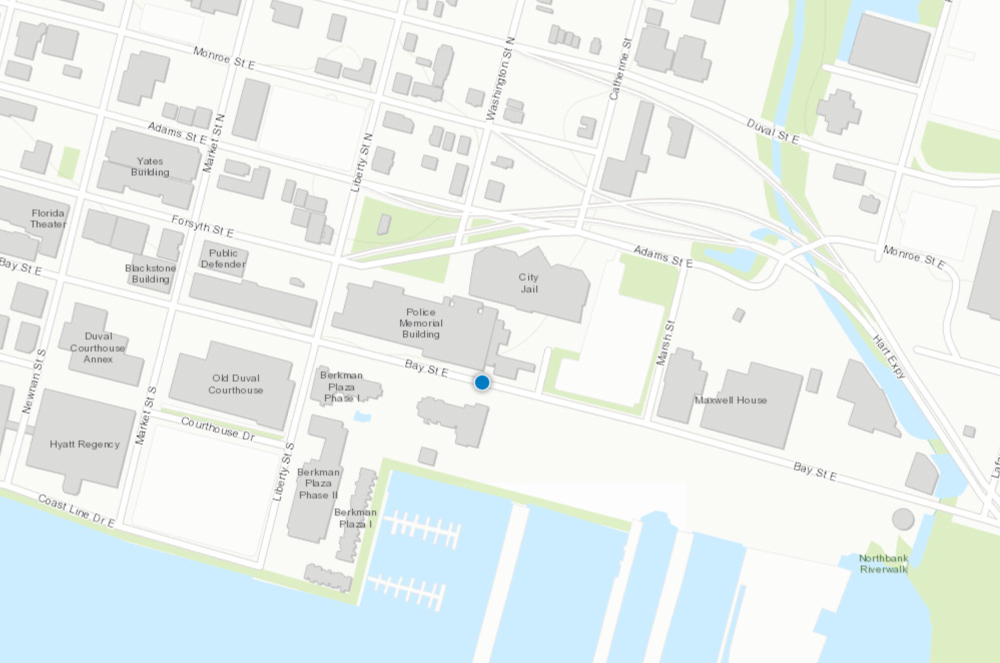 Monroe St E
Washington St N
Catherine St
Adams St E
Market St N
Duval St E
Yates
Building
Liberty St N
Florida
Theater
Forsyth St E
Public
Defender
Blackstone
Building
Bay St E
City
Jail
Adams St E
Monroe St E
Police
Memorial
Building
Duval
Courthouse
Annex
Marsh St
Hart Expy
Newnan St S
Old Duval
Courthouse
Berkman
Plaza
Phase I
Bay St E
Maxwell House
Market St S
Courthouse Dr
Hyatt Regency
Liberty St S
Berkman
Plaza
Phase II
Bay St E
Lafa
Coast Line Dr E
Berkman
Plaza I
Northbank
Riverwalk